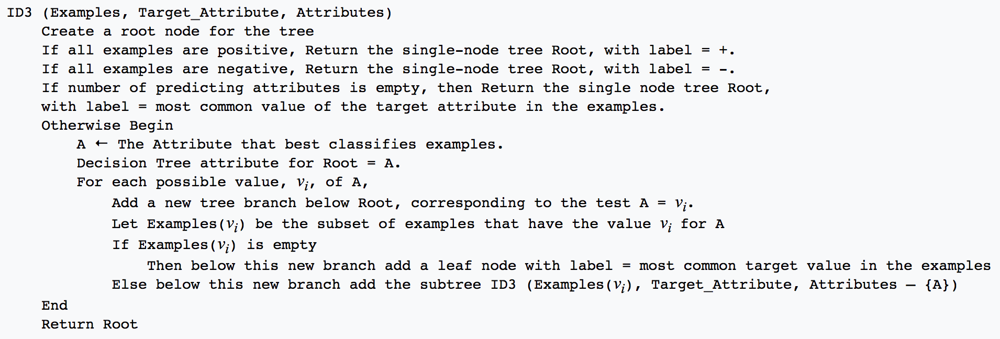 ID3 (Examples, Target_Attribute, Attributes)
Create a root node for the tree
If all examples are positive, Return the single-node tree Root, with label = +.
If all examples are negative, Return the single-node tree Root, with label = -.
If number of predicting attributes is empty, then Return the single node tree Root,
with label = most common value of the target attribute in the examples.
Otherwise Begin
A ← The Attribute that best classifies examples.
Decision Tree attribute for Root = A.
For each possible value, vᵢ, of A,
Add a new tree branch below Root, corresponding to the test A = vᵢ.
Let Examples(vᵢ) be the subset of examples that have the value vᵢ for A
If Examples(vᵢ) is empty
Then below this new branch add a leaf node with label = most common target value in the examples
Else below this new branch add the subtree ID3 (Examples(vᵢ), Target_Attribute, Attributes – {A})
End
Return Root